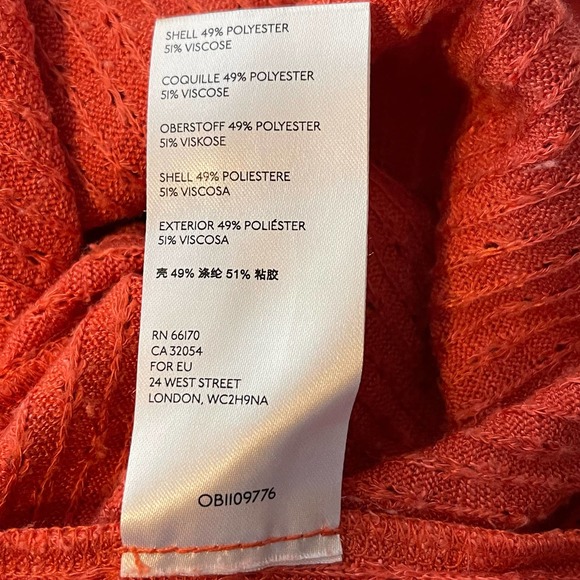 SHELL 49% POLYESTER
51% VISCOSE
COQUILLE 49% POLYESTER
51% VISCOSE
OBERSTOFF 49% POLYESTER
51% VISKOSE
SHELL 49% POLIESTERE
51% VISCOSA
EXTERIOR 49% POLIÉSTER
51% VISCOSA
壳 49% 涤纶 51% 粘胶
RN 66170
CA 32054
FOR EU
24 WEST STREET
LONDON, WC2H9NA
OB1109776